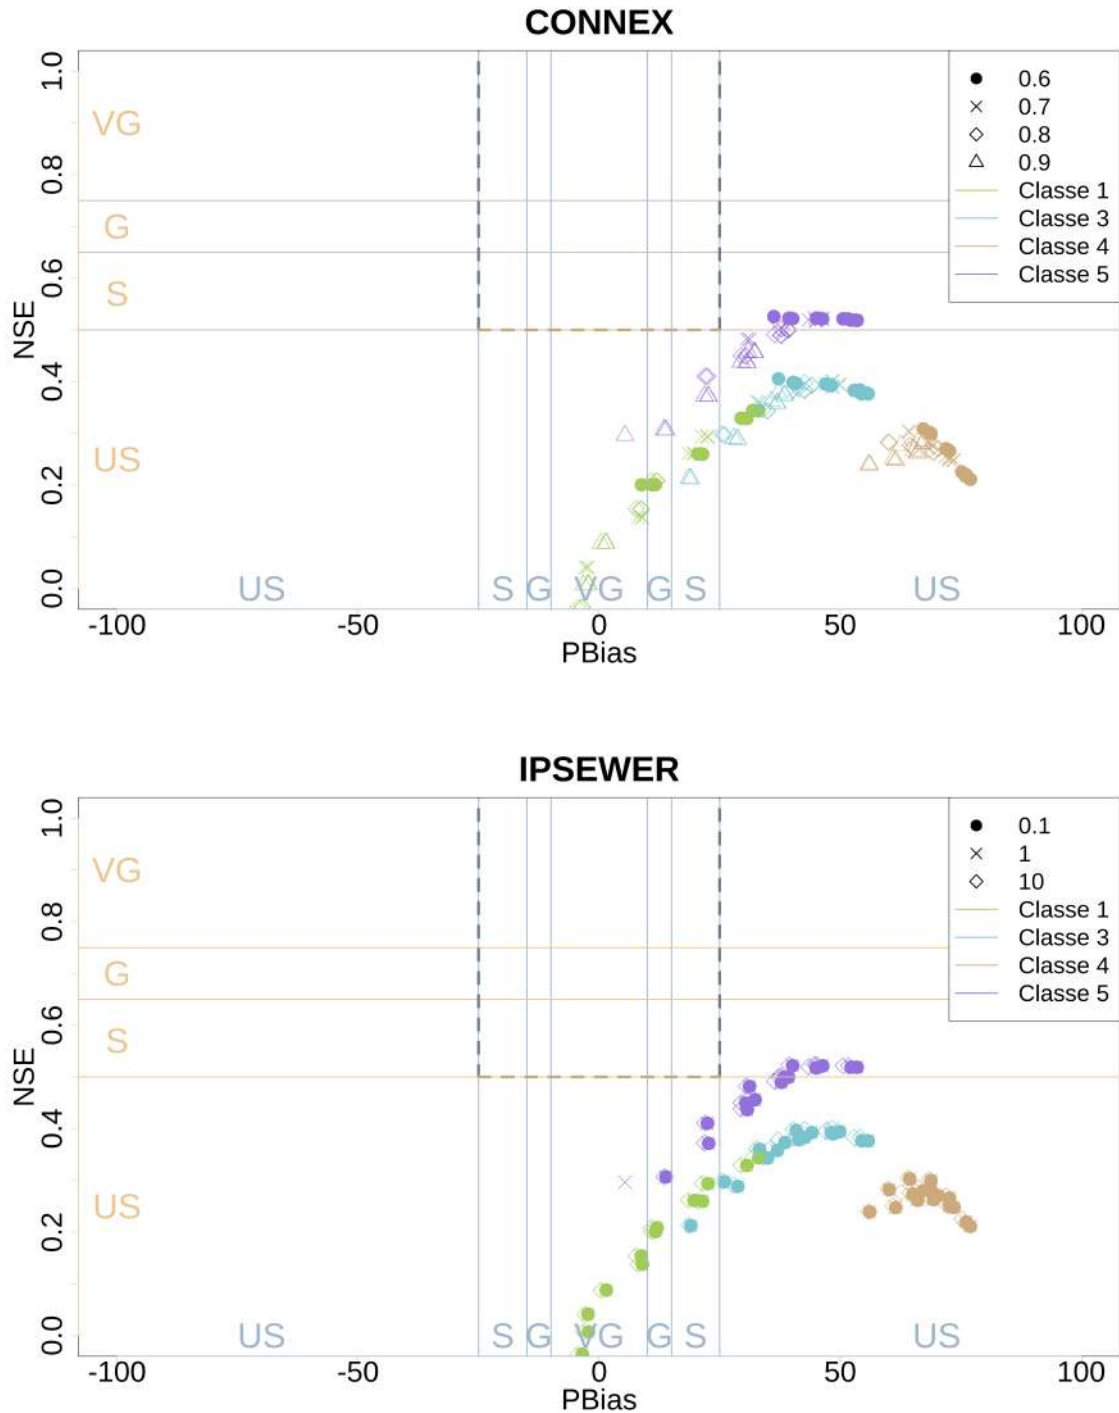 CONNEX
1.0
0.8
0.6
0.4
0.2
0.0
NSE
VG
G
S
US
0.6
0.7
0.8
0.9
Classe 1
Classe 3
Classe 4
Classe 5
US S G VG G S US
-100 -50 0 50 100
PBias
IPSEWER
1.0
0.8
0.6
0.4
0.2
0.0
NSE
VG
G
S
US
0.1
1
10
Classe 1
Classe 3
Classe 4
Classe 5
US S G VG G S US
-100 -50 0 50 100
PBias